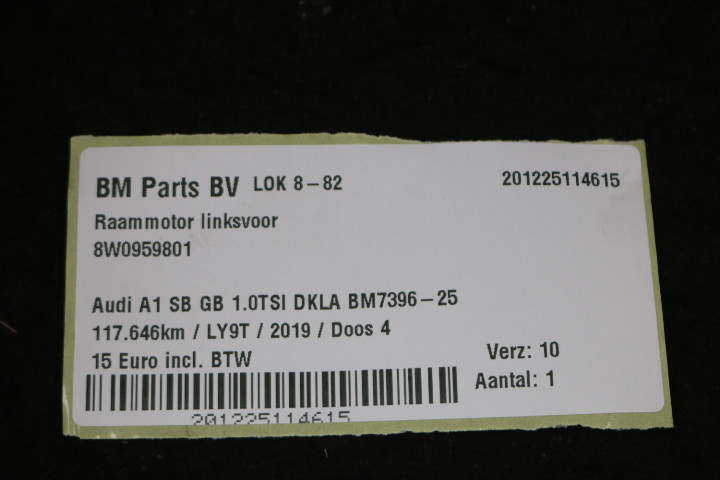 BM Parts BV LOK 8-82 201225114615
Raammotor linksvoor
8W0959801
Audi A1 SB GB 1.0TSI DKLA BM7396-25
117.646km / LY9T / 2019 / Doos 4
15 Euro incl. BTW
Verz: 10
Aantal: 1
201225114615